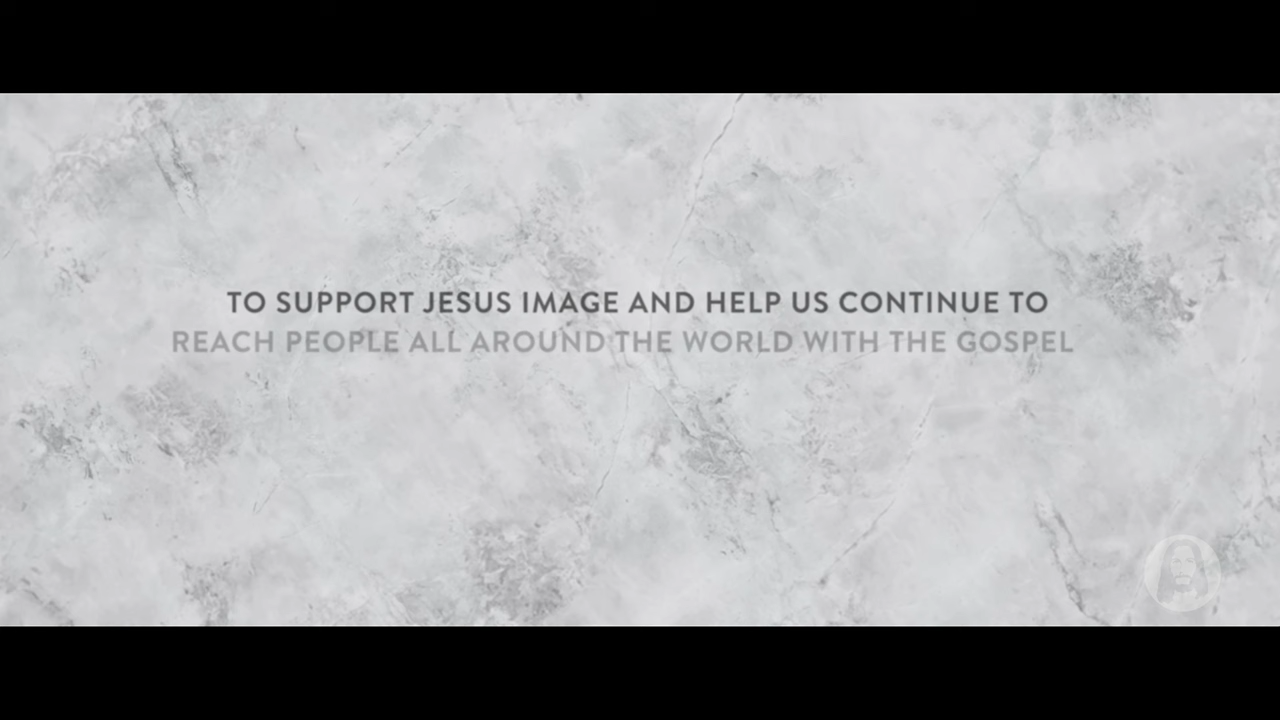 TO SUPPORT JESUS IMAGE AND HELP US CONTINUE TO
REACH PEOPLE ALL AROUND THE WORLD WITH THE GOSPEL